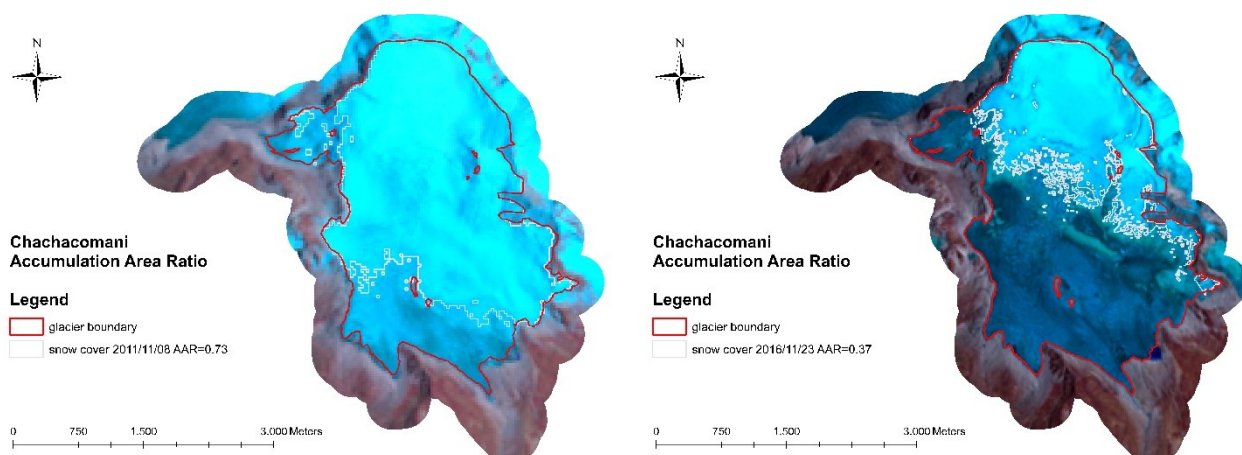 N
Chachacomani
Accumulation Area Ratio
Legend
glacier boundary
snow cover 2011/11/08 AAR=0.73
0 750 1.500 3.000 Meters
N
Chachacomani
Accumulation Area Ratio
Legend
glacier boundary
snow cover 2016/11/23 AAR=0.37
0 750 1.500 3.000 Meters